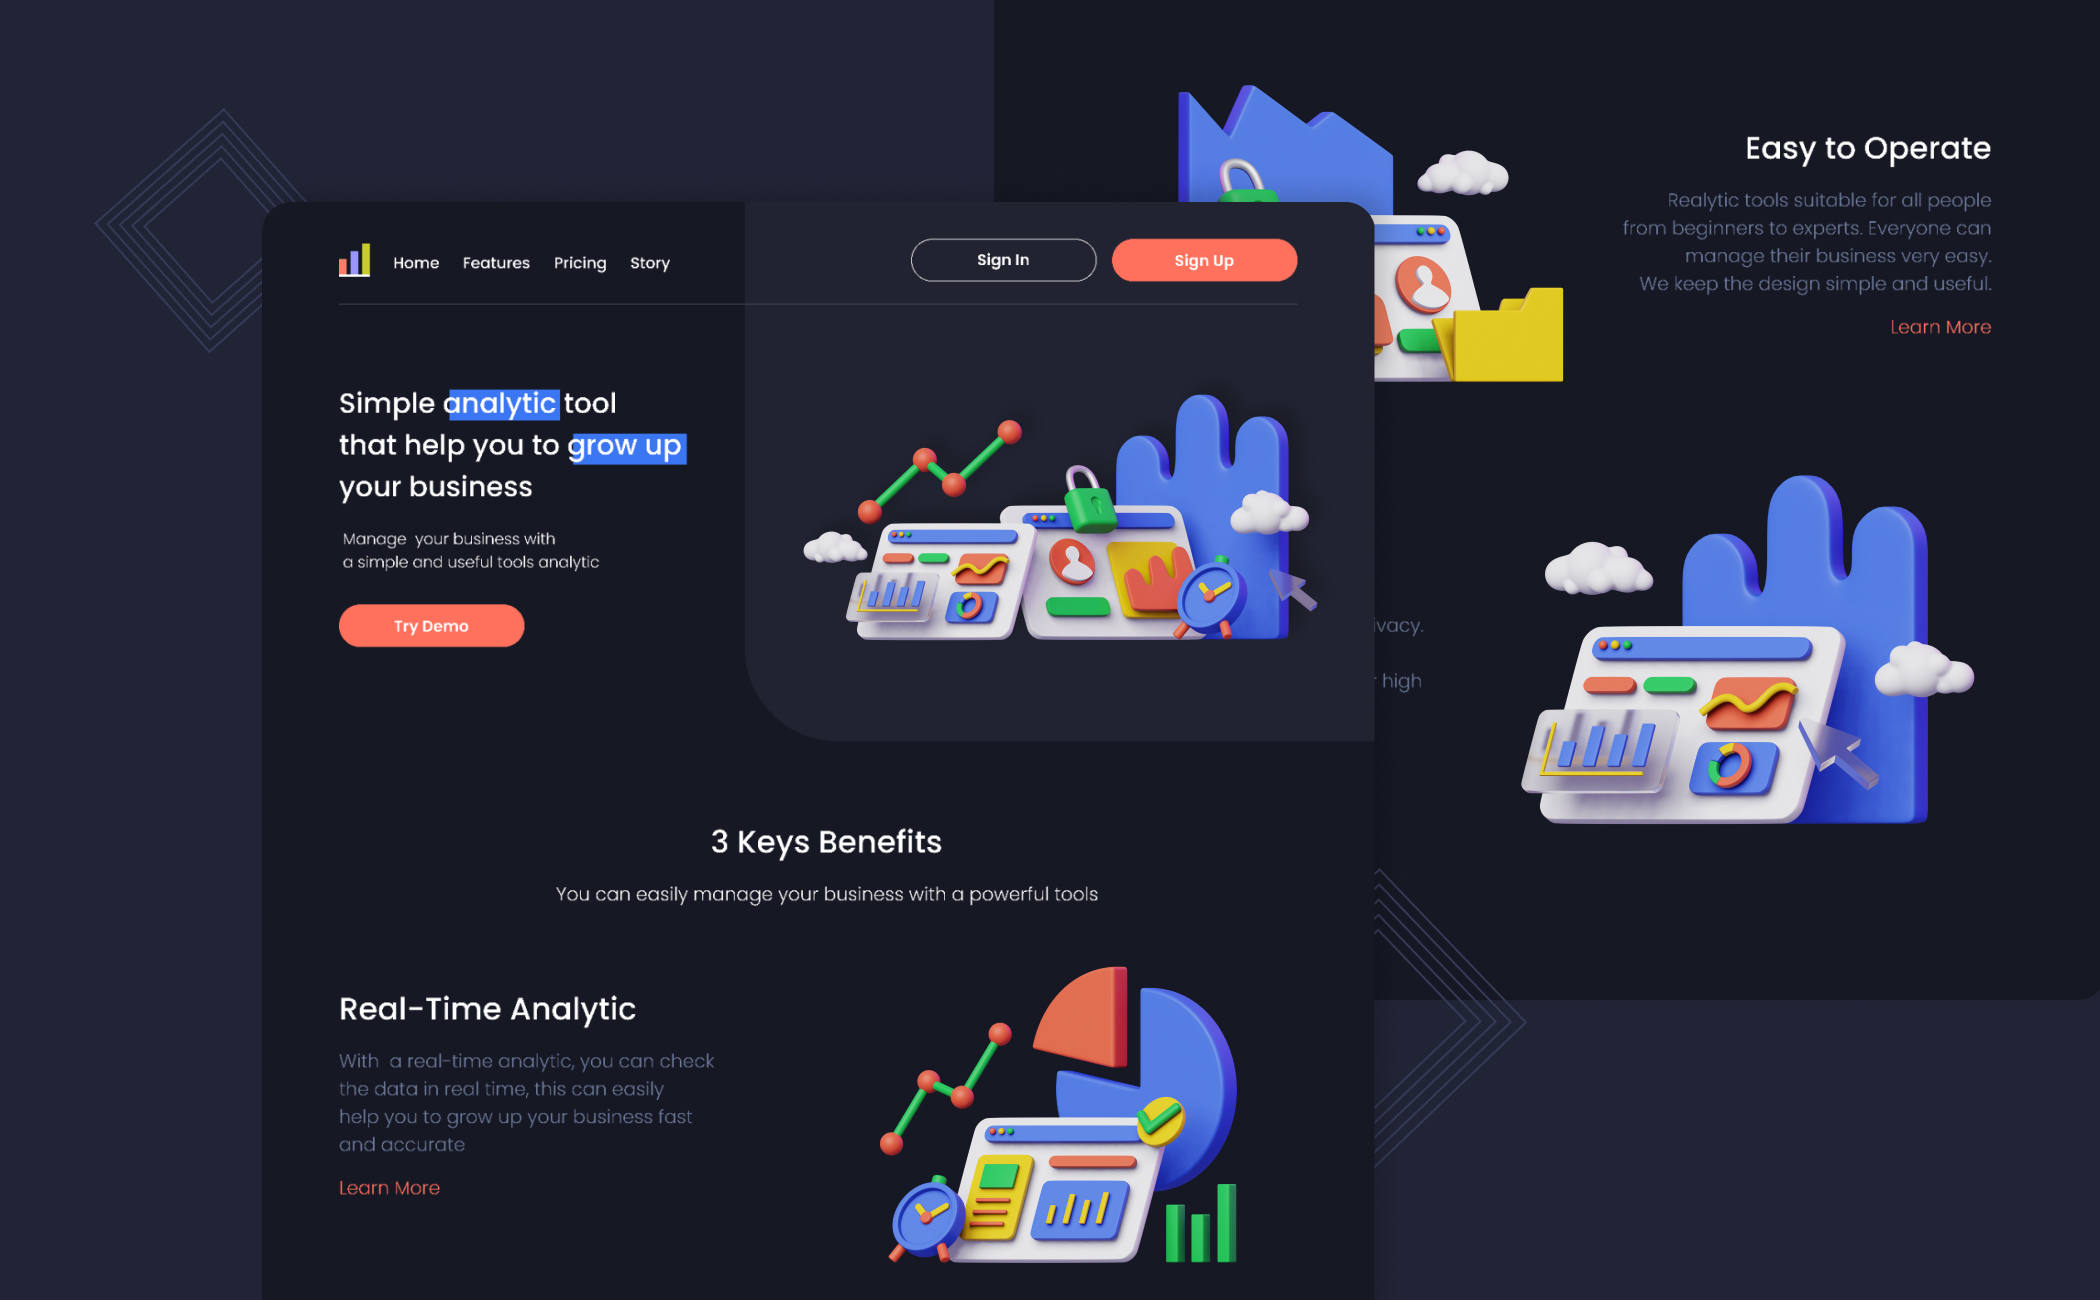 Home Features Pricing Story
Sign In
Sign Up
Simple analytic tool
that help you to grow up
your business
Manage your business with
a simple and useful tools analytic
Try Demo
3 Keys Benefits
You can easily manage your business with a powerful tools
Real-Time Analytic
With a real-time analytic, you can check
the data in real time, this can easily
help you to grow up your business fast
and accurate
Learn More
Easy to Operate
Realytic tools suitable for all people
from beginners to experts. Everyone can
manage their business very easy.
We keep the design simple and useful.
Learn More
high